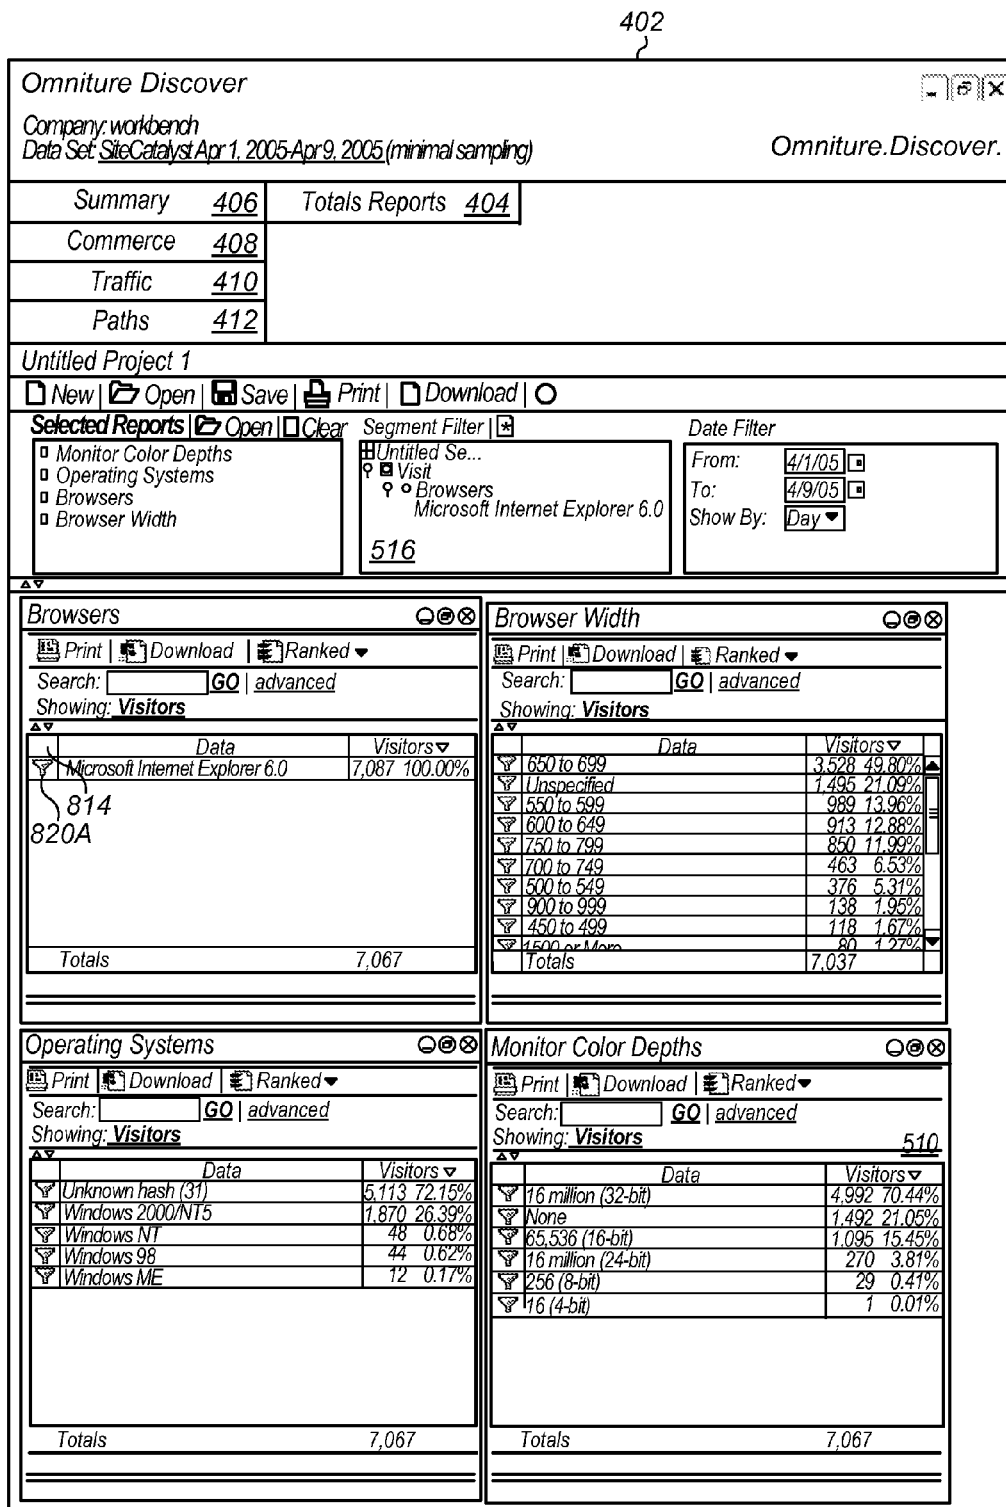 402
Omniture Discover
Company: workbench
Data Set: SiteCatalyst Apr 1, 2005-Apr 9, 2005 (minimal sampling)
Omniture.Discover.
Summary 406 Totals Reports 404
Commerce 408
Traffic 410
Paths 412
Untitled Project 1
New | Open | Save | Print | Download |
Selected Reports | Open | Clear
Monitor Color Depths
Operating Systems
Browsers
Browser Width
Segment Filter | *
Untitled Se...
Visit
Browsers
Microsoft Internet Explorer 6.0
516
Date Filter
From: 4/1/05
To: 4/9/05
Show By: Day
Browsers
Print | Download | Ranked
Search: GO | advanced
Showing: Visitors
Data Visitors
Microsoft Internet Explorer 6.0 7,087 100.00%
814
820A
Totals 7,067
Browser Width
Print | Download | Ranked
Search: GO | advanced
Showing: Visitors
Data Visitors
650 to 699 3,528 49.80%
Unspecified 1,495 21.09%
550 to 599 989 13.96%
600 to 649 913 12.88%
750 to 799 850 11.99%
700 to 749 463 6.53%
500 to 549 376 5.31%
900 to 999 138 1.95%
450 to 499 118 1.67%
1500 or More 80 1.27%
Totals 7,037
Operating Systems
Print | Download | Ranked
Search: GO | advanced
Showing: Visitors
Data Visitors
Unknown hash (31) 5,113 72.15%
Windows 2000/NT5 1,870 26.39%
Windows NT 48 0.68%
Windows 98 44 0.62%
Windows ME 12 0.17%
Totals 7,067
Monitor Color Depths
Print | Download | Ranked
Search: GO | advanced
Showing: Visitors
510
Data Visitors
16 million (32-bit) 4,992 70.44%
None 1,492 21.05%
65,536 (16-bit) 1,095 15.45%
16 million (24-bit) 270 3.81%
256 (8-bit) 29 0.41%
16 (4-bit) 1 0.01%
Totals 7,067